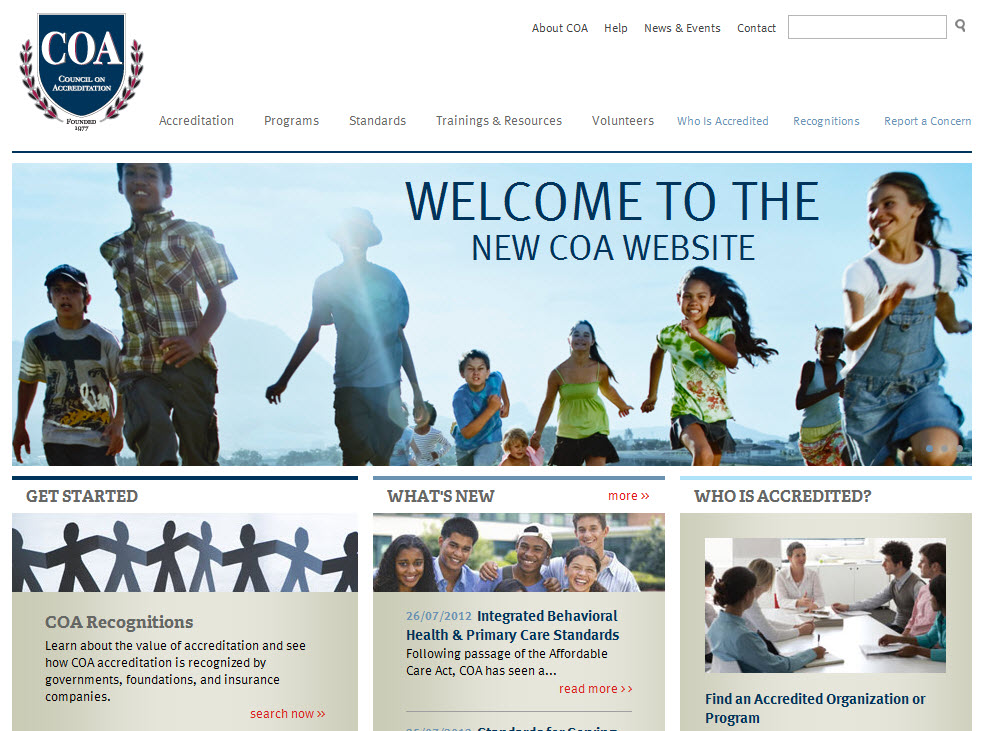 COA
COUNCIL ON
ACCREDITATION
FOUNDED
1977
About COA Help News & Events Contact
Accreditation Programs Standards Trainings & Resources Volunteers Who Is Accredited Recognitions Report a Concern
WELCOME TO THE
NEW COA WEBSITE
GET STARTED
COA Recognitions
Learn about the value of accreditation and see
how COA accreditation is recognized by
governments, foundations, and insurance
companies.
search now »
WHAT'S NEW more »
26/07/2012 Integrated Behavioral
Health & Primary Care Standards
Following passage of the Affordable
Care Act, COA has seen a...
read more >>
25/07/2012 Standards for Serving
WHO IS ACCREDITED?
Find an Accredited Organization or
Program